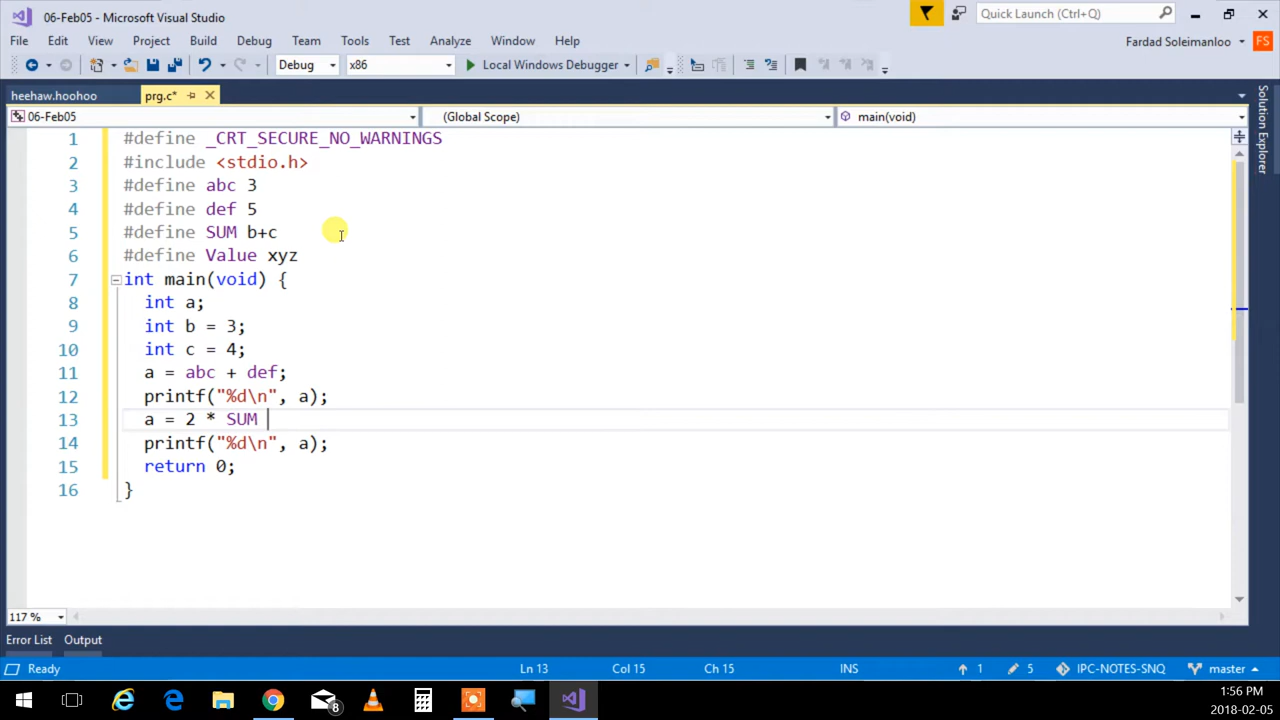 06-Feb05 - Microsoft Visual Studio
Quick Launch (Ctrl+Q)
File Edit View Project Build Debug Team Tools Test Analyze Window Help
Fardad Soleimanloo FS
Debug x86 Local Windows Debugger
heehaw.hoohoo prg.c*
06-Feb05 (Global Scope) main(void)
Solution Explorer
1 #define _CRT_SECURE_NO_WARNINGS
2 #include <stdio.h>
3 #define abc 3
4 #define def 5
5 #define SUM b+c
6 #define Value xyz
7 int main(void) {
8 int a;
9 int b = 3;
10 int c = 4;
11 a = abc + def;
12 printf("%d\n", a);
13 a = 2 * SUM
14 printf("%d\n", a);
15 return 0;
16 }
117 %
Error List Output
Ready Ln 13 Col 15 Ch 15 INS 1 5 IPC-NOTES-SNQ master
8
1:56 PM
2018-02-05